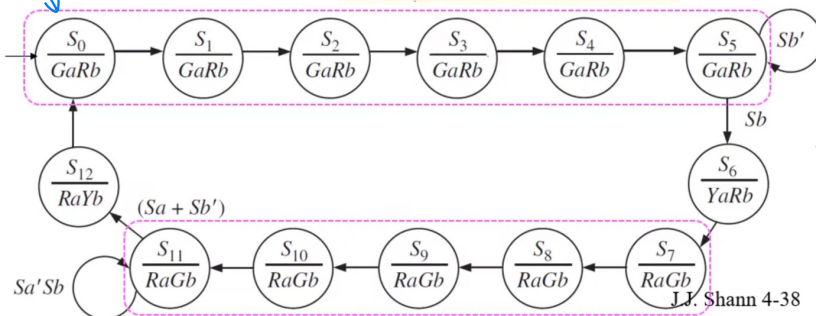 S0 S1 S2 S3 S4 S5 Sb'
GaRb GaRb GaRb GaRb GaRb GaRb
Sb
S12 S6
RaYb YaRb
(Sa + Sb')
S11 S10 S9 S8 S7
RaGb RaGb RaGb RaGb RaGb
Sa'Sb
J.J. Shann 4-38